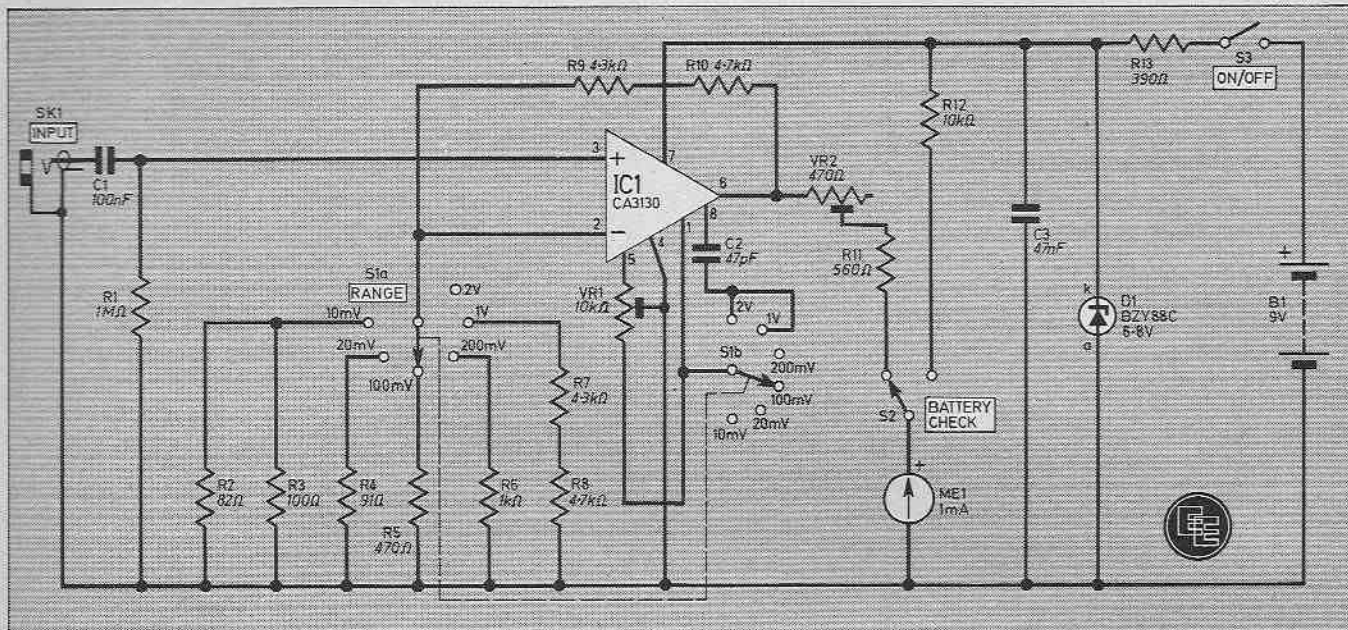 SK1
INPUT
V
C1
100nF
R1
1MΩ
R9 4·3kΩ
R10 4·7kΩ
3
+
2
−
IC1
CA3130
7
6
8
1
4
5
C2
47pF
VR1
10kΩ
VR2
470Ω
R11
560Ω
R12
10kΩ
R13
390Ω
S3
ON/OFF
C3
47mF
k
D1
BZY88C
6·8V
a
+
B1
9V
S1a
RANGE
2V
10mV
1V
20mV
200mV
100mV
S1b
2V
1V
200mV
100mV
20mV
10mV
S2
BATTERY
CHECK
+
ME1
1mA
R2
82Ω
R3
100Ω
R4
91Ω
R5
470Ω
R6
1kΩ
R7
4·3kΩ
R8
4·7kΩ